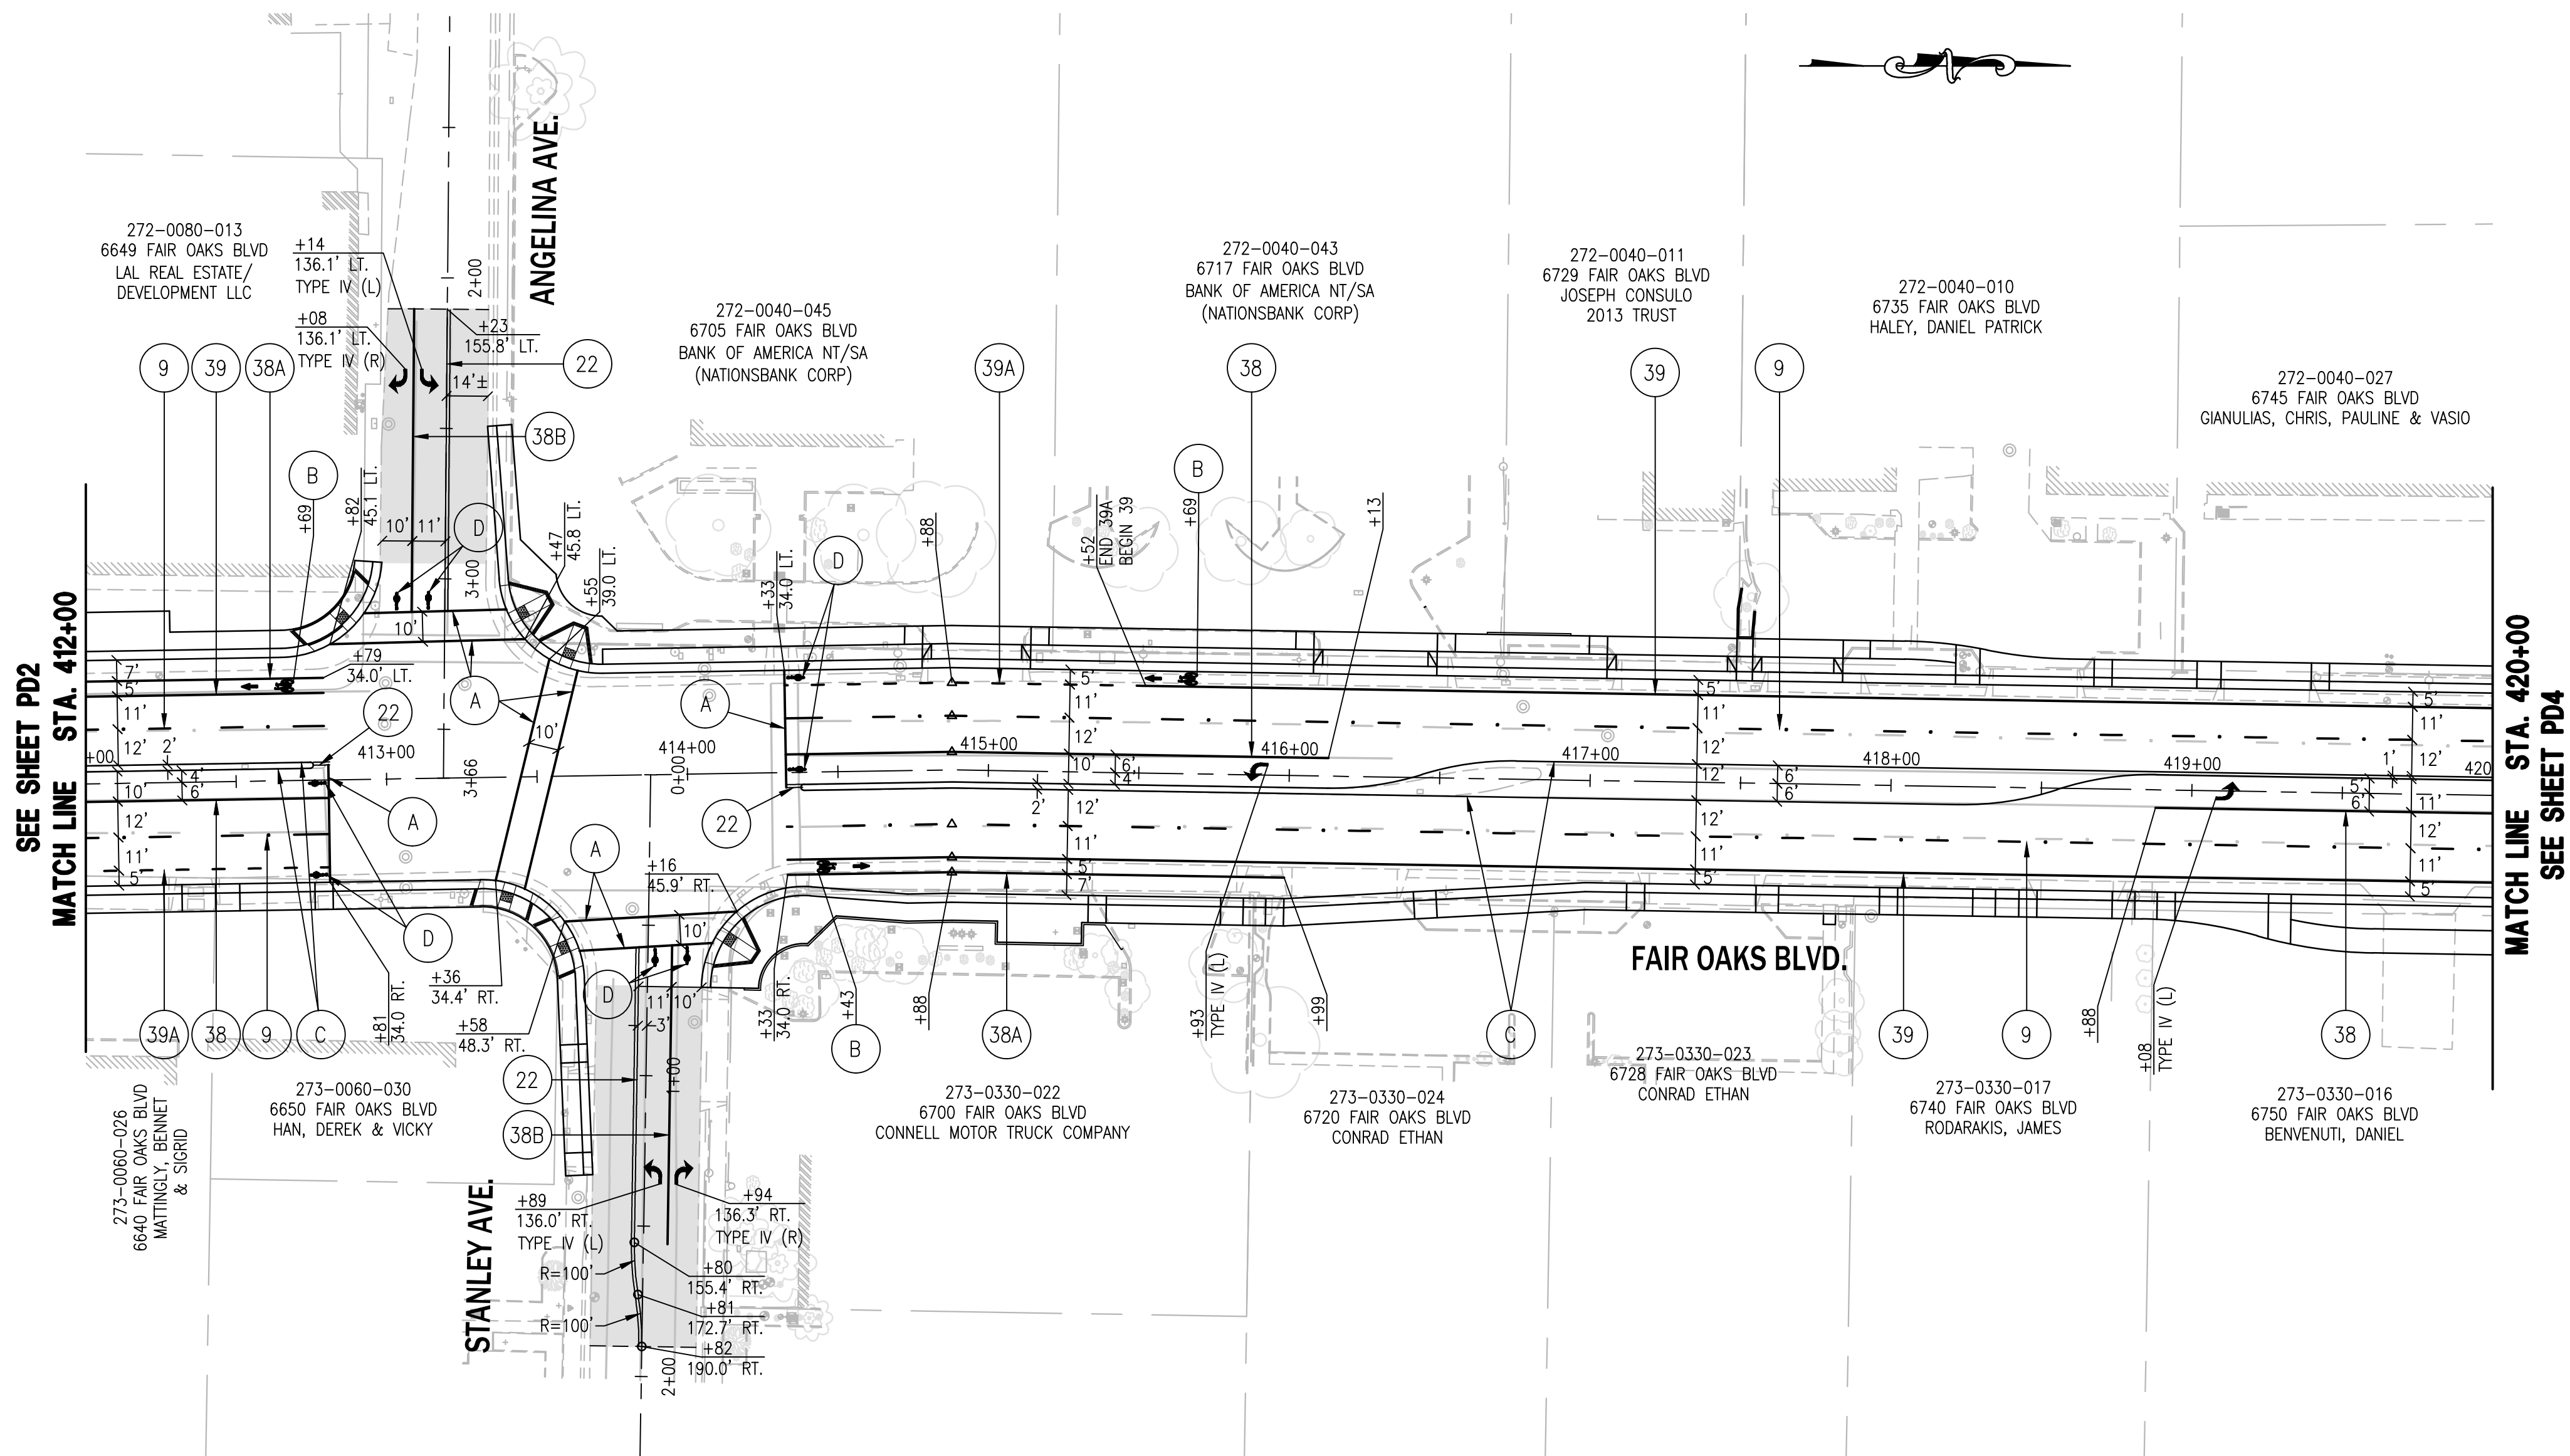 ANGELINA AVE.
272-0080-013
6649 FAIR OAKS BLVD
LAL REAL ESTATE/
DEVELOPMENT LLC
+14
136.1' LT.
TYPE IV (L)
+08
136.1' LT.
TYPE IV (R)
2+00
+23
155.8' LT.
22
14'±
38B
9
39
38A
B
+69
+82
45.1 LT.
10'
11'
D
3+00
10'
+47
45.8 LT.
+55
39.0 LT.
272-0040-045
6705 FAIR OAKS BLVD
BANK OF AMERICA NT/SA
(NATIONSBANK CORP)
272-0040-043
6717 FAIR OAKS BLVD
BANK OF AMERICA NT/SA
(NATIONSBANK CORP)
272-0040-011
6729 FAIR OAKS BLVD
JOSEPH CONSULO
2013 TRUST
272-0040-010
6735 FAIR OAKS BLVD
HALEY, DANIEL PATRICK
272-0040-027
6745 FAIR OAKS BLVD
GIANULIAS, CHRIS, PAULINE & VASIO
39A
38
39
9
+33
34.0 LT.
D
+88
+52
END 39A
BEGIN 39
+69
B
+13
SEE SHEET PD2
MATCH LINE STA. 412+00
MATCH LINE STA. 420+00
SEE SHEET PD4
+79
34.0' LT.
22
A
A
7'
5'
11'
12'
2'
+00
4'
10'
6'
12'
11'
5'
413+00
3+66
10'
414+00
0+00
415+00
416+00
417+00
418+00
419+00
420
A
22
5'
11'
12'
10'
6'
4'
2'
12'
11'
5'
7'
5'
11'
12'
12'
6'
6'
12'
11'
5'
5'
11'
1'
12'
5'
6'
11'
12'
11'
5'
A
+16
45.9' RT.
10'
D
+81
34.0 RT.
+36
34.4' RT.
+58
48.3' RT.
D
11'
10'
3'
+33
34.0 RT.
+43
B
+88
38A
+93
TYPE IV (L)
+99
C
FAIR OAKS BLVD.
39
9
+88
+08
TYPE IV (L)
38
39A
38
9
C
22
1+00
38B
273-0060-026
6640 FAIR OAKS BLVD
MATTINGLY, BENNET
& SIGRID
273-0060-030
6650 FAIR OAKS BLVD
HAN, DEREK & VICKY
273-0330-022
6700 FAIR OAKS BLVD
CONNELL MOTOR TRUCK COMPANY
273-0330-024
6720 FAIR OAKS BLVD
CONRAD ETHAN
273-0330-023
6728 FAIR OAKS BLVD
CONRAD ETHAN
273-0330-017
6740 FAIR OAKS BLVD
RODARAKIS, JAMES
273-0330-016
6750 FAIR OAKS BLVD
BENVENUTI, DANIEL
STANLEY AVE.
+89
136.0' RT.
TYPE IV (L)
+94
136.3' RT.
TYPE IV (R)
R=100'
+80
155.4' RT.
R=100'
+81
172.7' RT.
+82
190.0' RT.
2+00